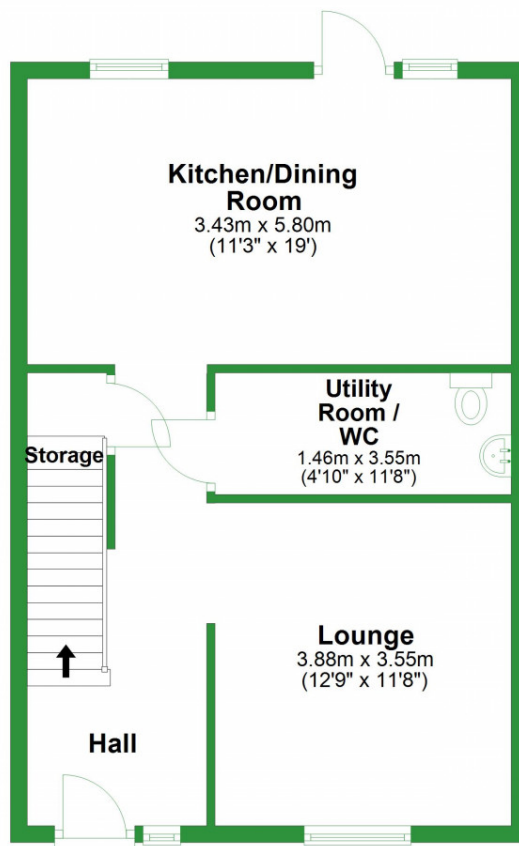 Kitchen/Dining
Room
3.43m x 5.80m
(11'3" x 19')
Utility
Room /
WC
1.46m x 3.55m
(4'10" x 11'8")
Storage
Lounge
3.88m x 3.55m
(12'9" x 11'8")
Hall